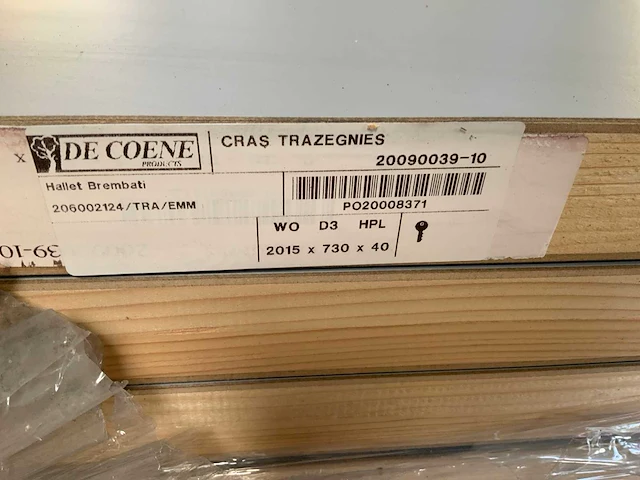 x
DE COENE
PRODUCTS
CRAS TRAZEGNIES
20090039-10
Hallet Brembati
206002124/TRA/EMM
PO20008371
WO D3 HPL
2015 x 730 x 40
39-10